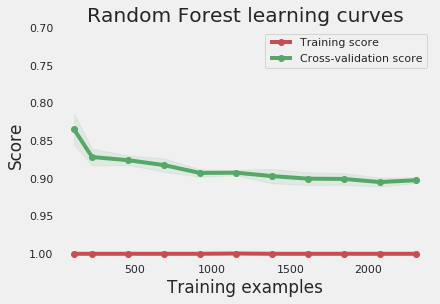 Random Forest learning curves
0.70
Training score
Cross-validation score
0.75
0.80
0.85
0.90
0.95
1.00
Score
500
1000
1500
2000
Training examples